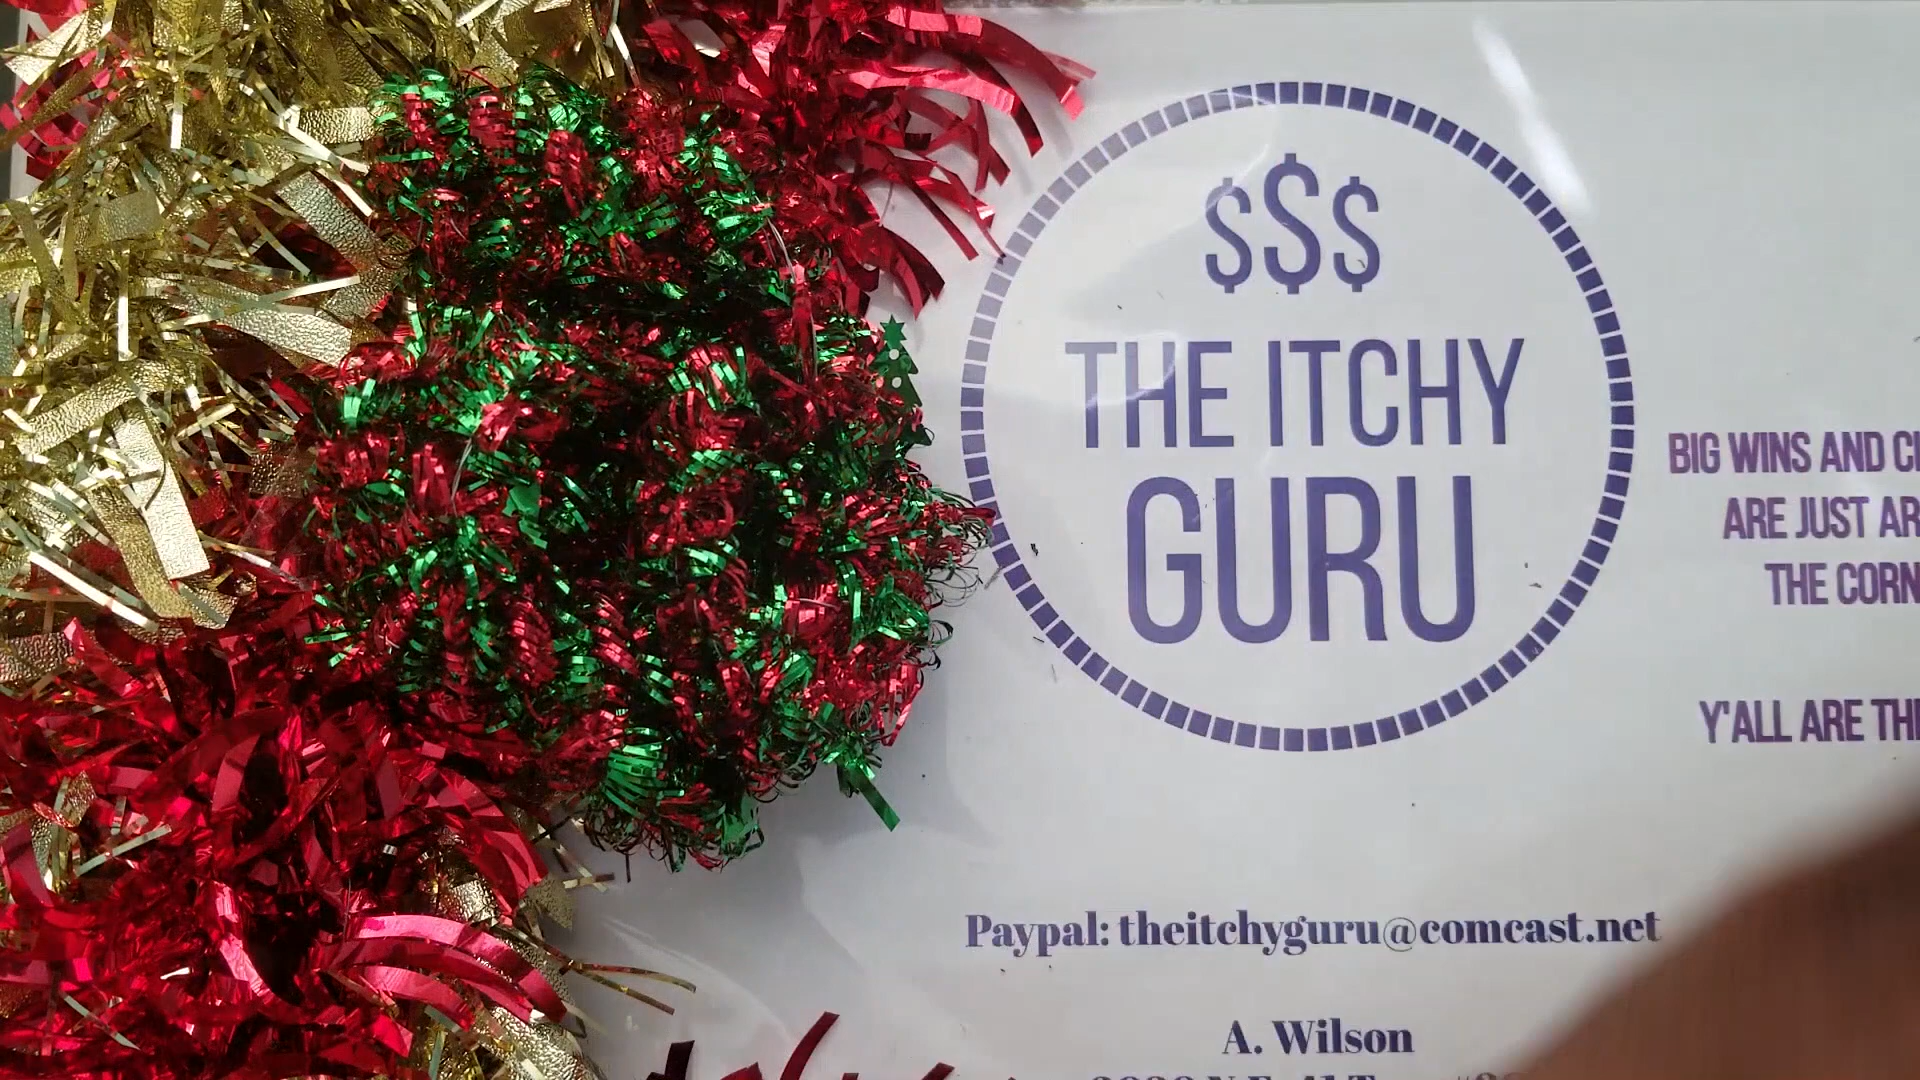 $$$
THE ITCHY
GURU
BIG WINS AND
ARE JUST
THE
Y'ALL ARE
Paypal: theitchyguru@comcast.net
A. Wilson